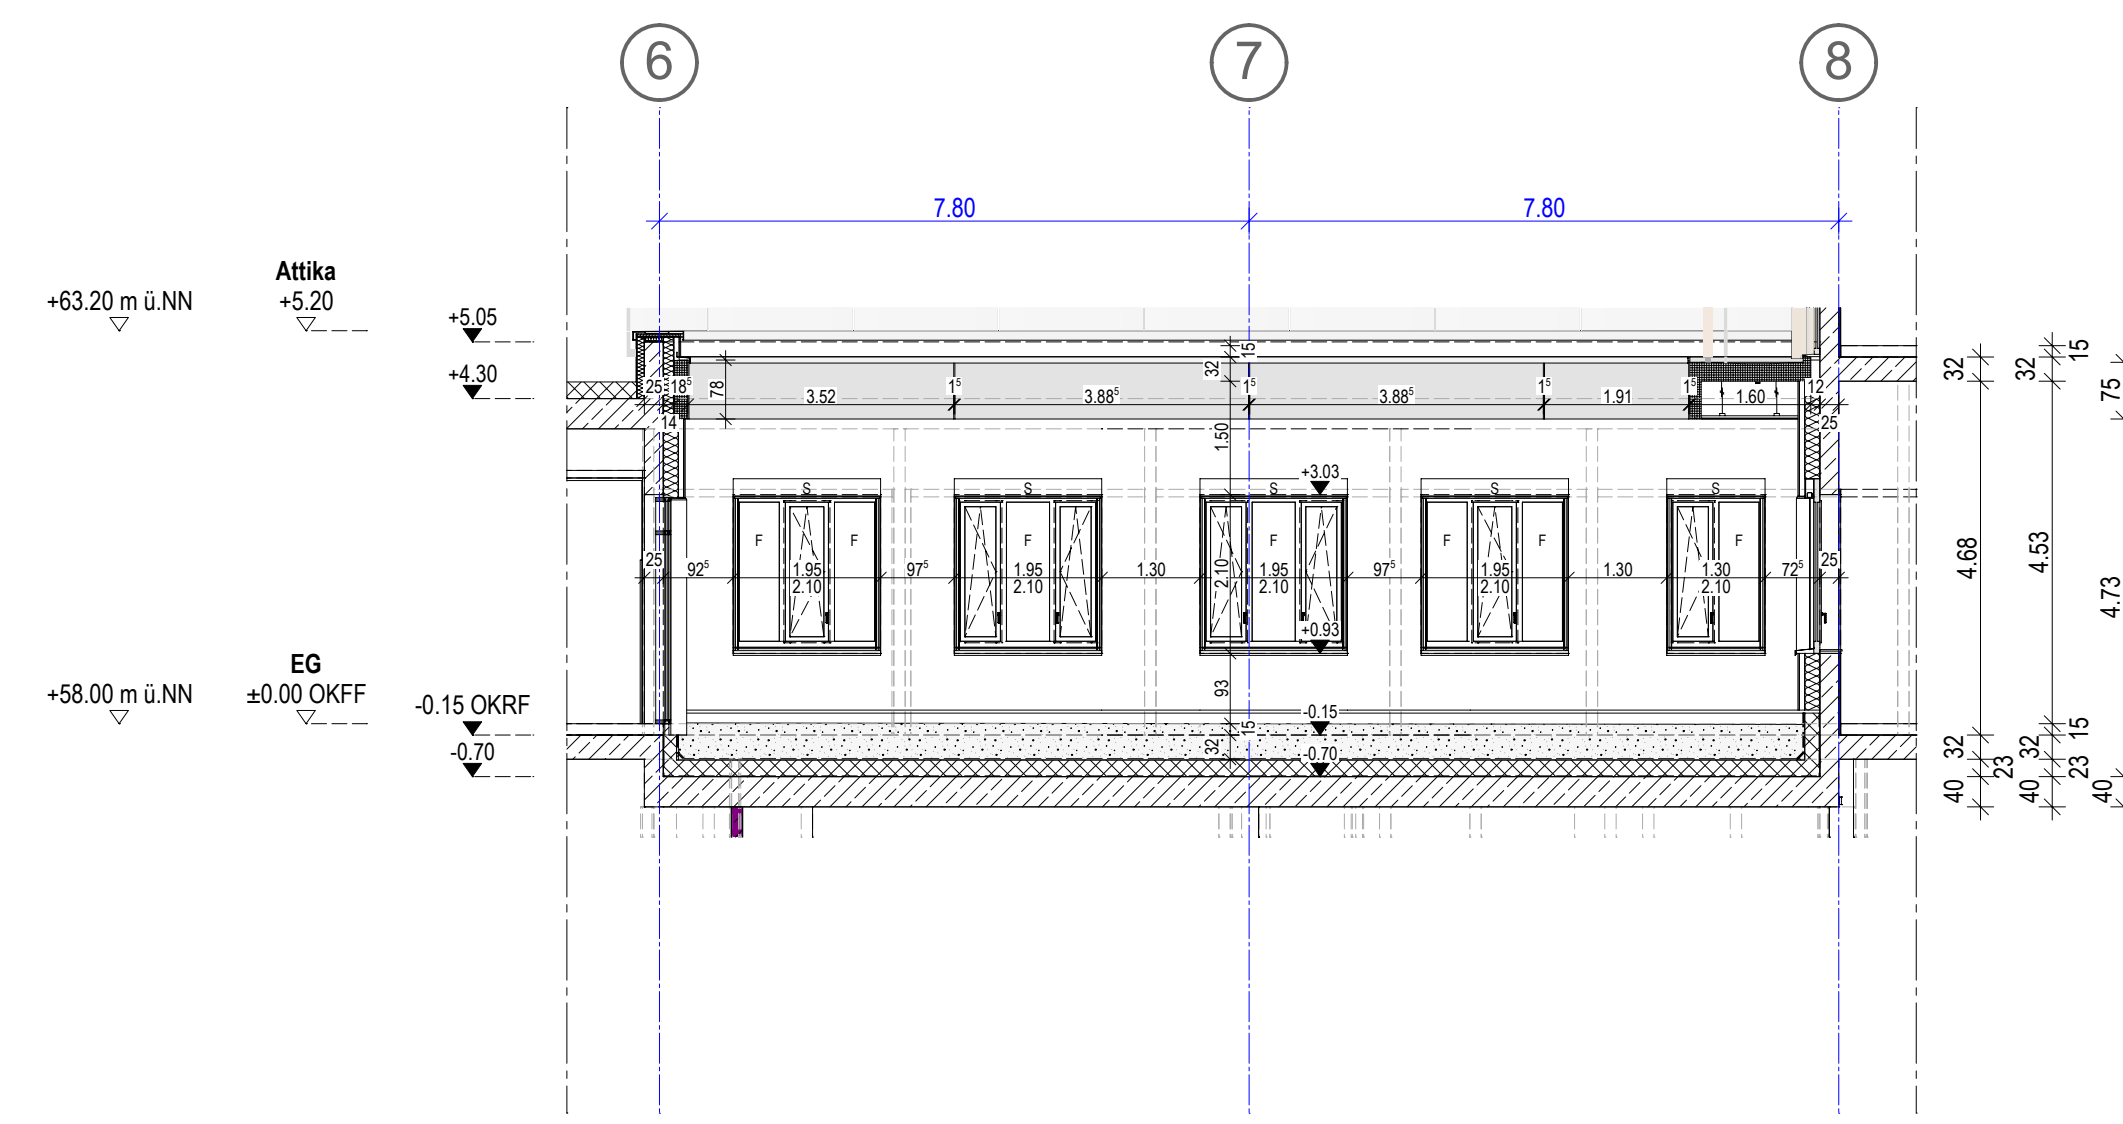 6 7 8
7.80 7.80
Attika
+63.20 m ü.NN +5.20
+5.05
+4.30
15
32 32 32 15
25 18⁵ 78 3.52 1⁵ 3.88⁵ 1⁵ 3.88⁵ 1⁵ 1.91 1⁵ 1.60 12 75
14 25
1.50
+3.03
S S S S S
F F F F F F F
25 92⁵ 1.95 97⁵ 1.95 1.30 2.10 1.95 97⁵ 1.95 1.30 1.30 72⁵ 25 4.68 4.53 4.73
2.10 2.10 2.10 2.10 2.10
+0.93
EG
+58.00 m ü.NN ±0.00 OKFF
93
-0.15 OKRF -0.15
15 15
-0.70 32 -0.70 32 32
23 23
40 40 40